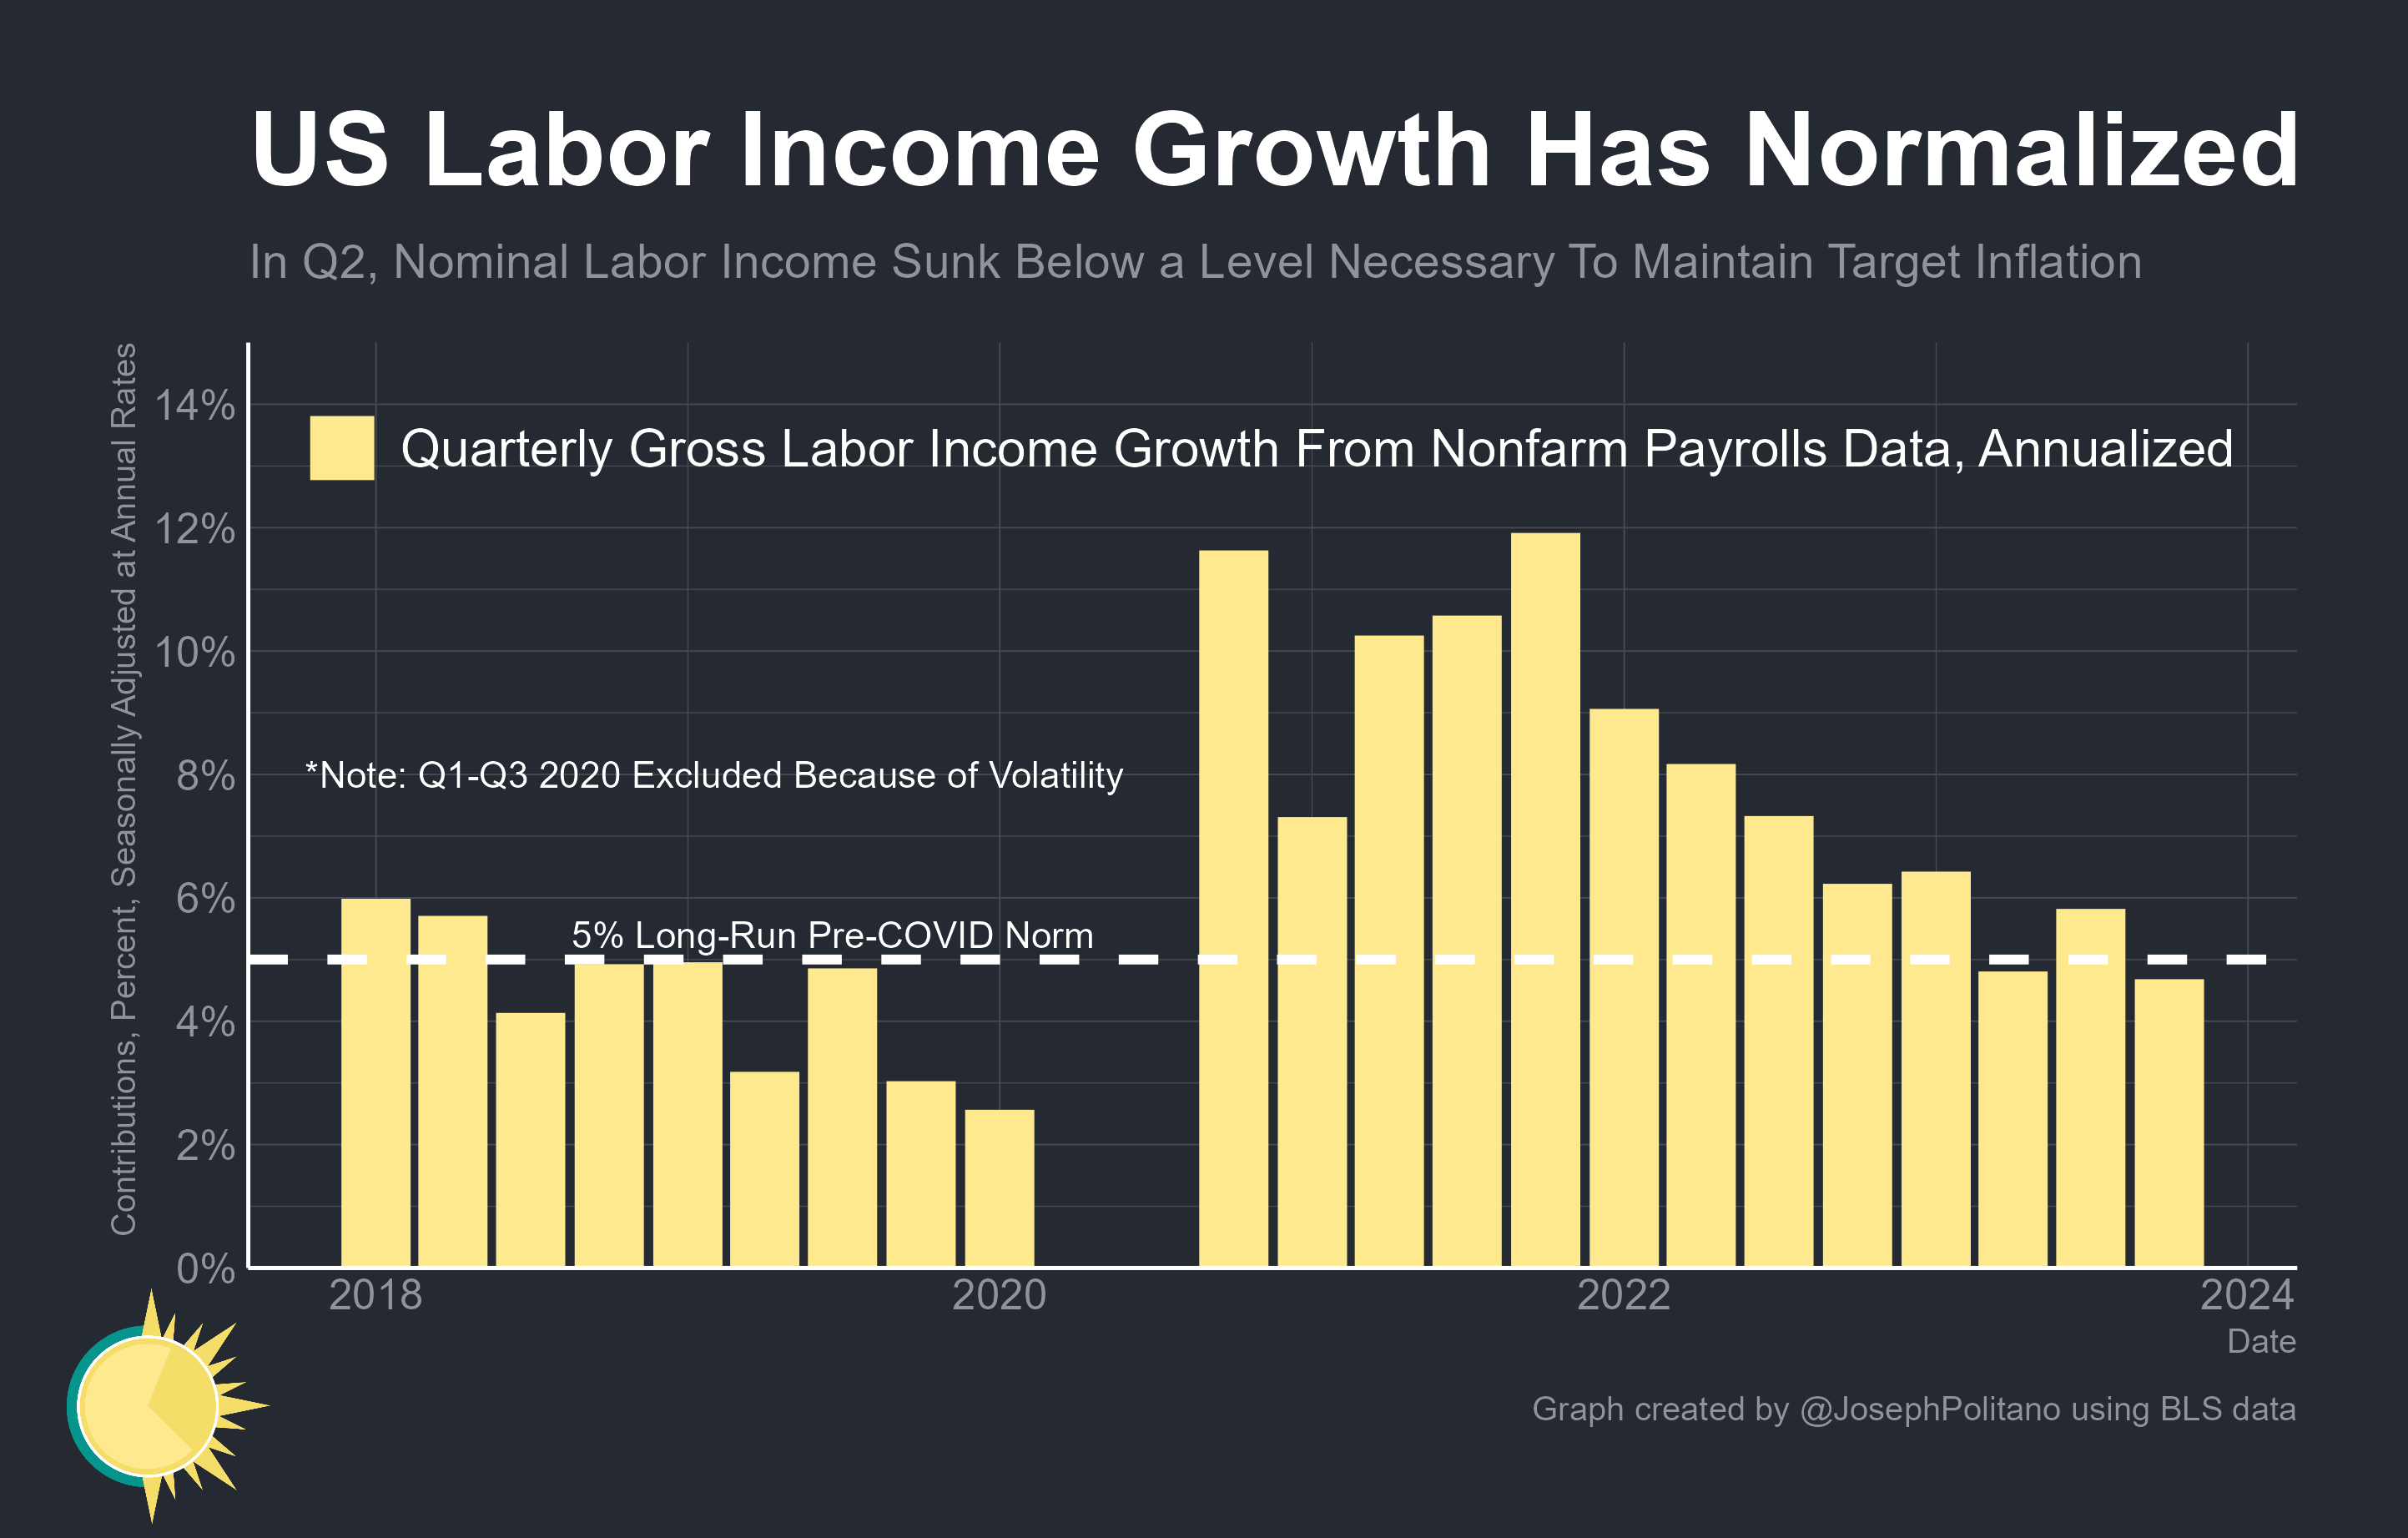 US Labor Income Growth Has Normalized
In Q2, Nominal Labor Income Sunk Below a Level Necessary To Maintain Target Inflation
Contributions, Percent, Seasonally Adjusted at Annual Rates
14%
12%
10%
8%
6%
4%
2%
0%
Quarterly Gross Labor Income Growth From Nonfarm Payrolls Data, Annualized
*Note: Q1-Q3 2020 Excluded Because of Volatility
5% Long-Run Pre-COVID Norm
2018
2020
2022
2024
Date
Graph created by @JosephPolitano using BLS data